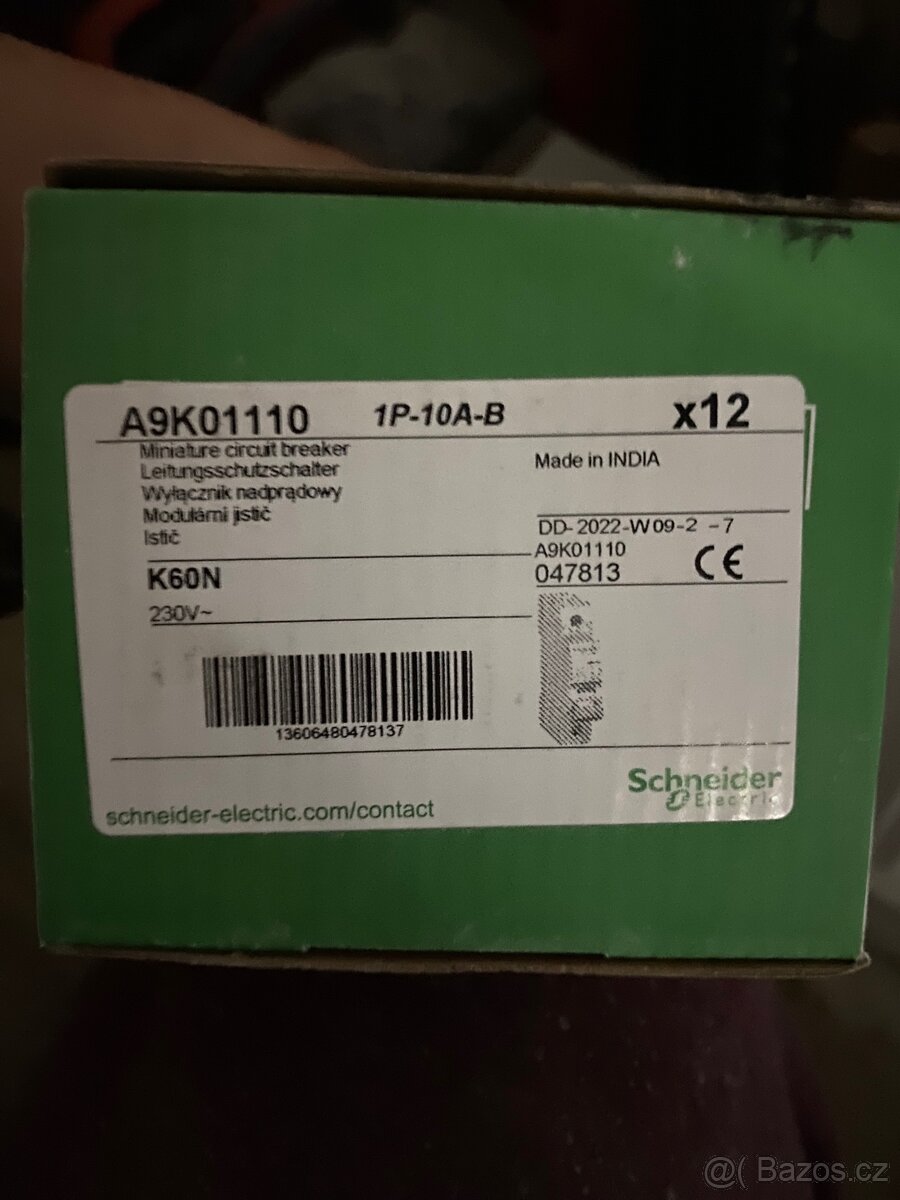 A9K01110 1P-10A-B x12
Miniature circuit breaker
Leitungsschutzschalter
Wyłącznik nadprądowy
Modulární jistič
Istič
Made in INDIA
DD-2022-W09-2 -7
A9K01110
047813 CE
K60N
230V~
13606480478137
Schneider
Electric
schneider-electric.com/contact
@( Bazos.cz